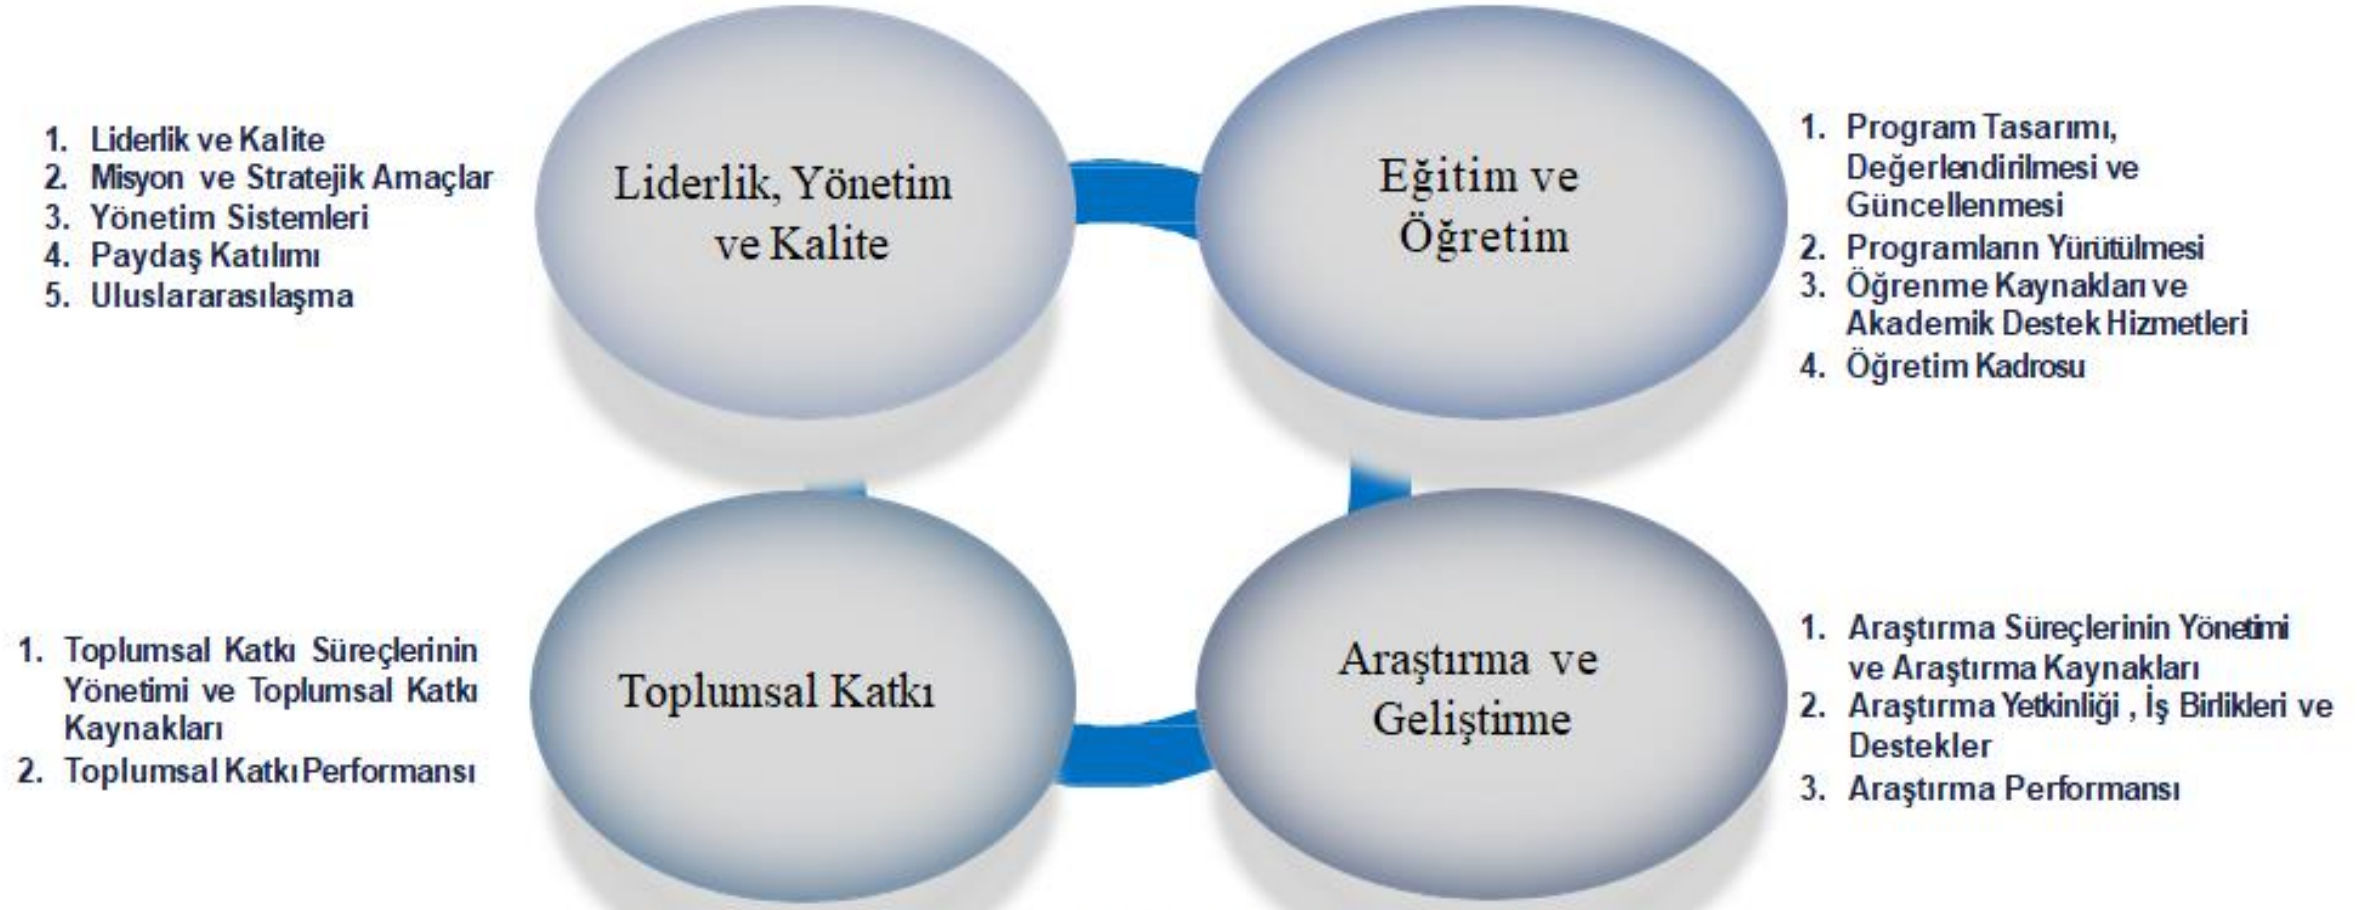 1. Liderlik ve Kalite
2. Misyon ve Stratejik Amaçlar
3. Yönetim Sistemleri
4. Paydaş Katılımı
5. Uluslararasılaşma
Liderlik, Yönetim
ve Kalite
Eğitim ve
Öğretim
1. Program Tasarımı,
Değerlendirilmesi ve
Güncellenmesi
2. Programların Yürütülmesi
3. Öğrenme Kaynakları ve
Akademik Destek Hizmetleri
4. Öğretim Kadrosu
1. Toplumsal Katkı Süreçlerinin
Yönetimi ve Toplumsal Katkı
Kaynakları
2. Toplumsal Katkı Performansı
Toplumsal Katkı
Araştırma ve
Geliştirme
1. Araştırma Süreçlerinin Yönetimi
ve Araştırma Kaynakları
2. Araştırma Yetkinliği , İş Birlikleri ve
Destekler
3. Araştırma Performansı